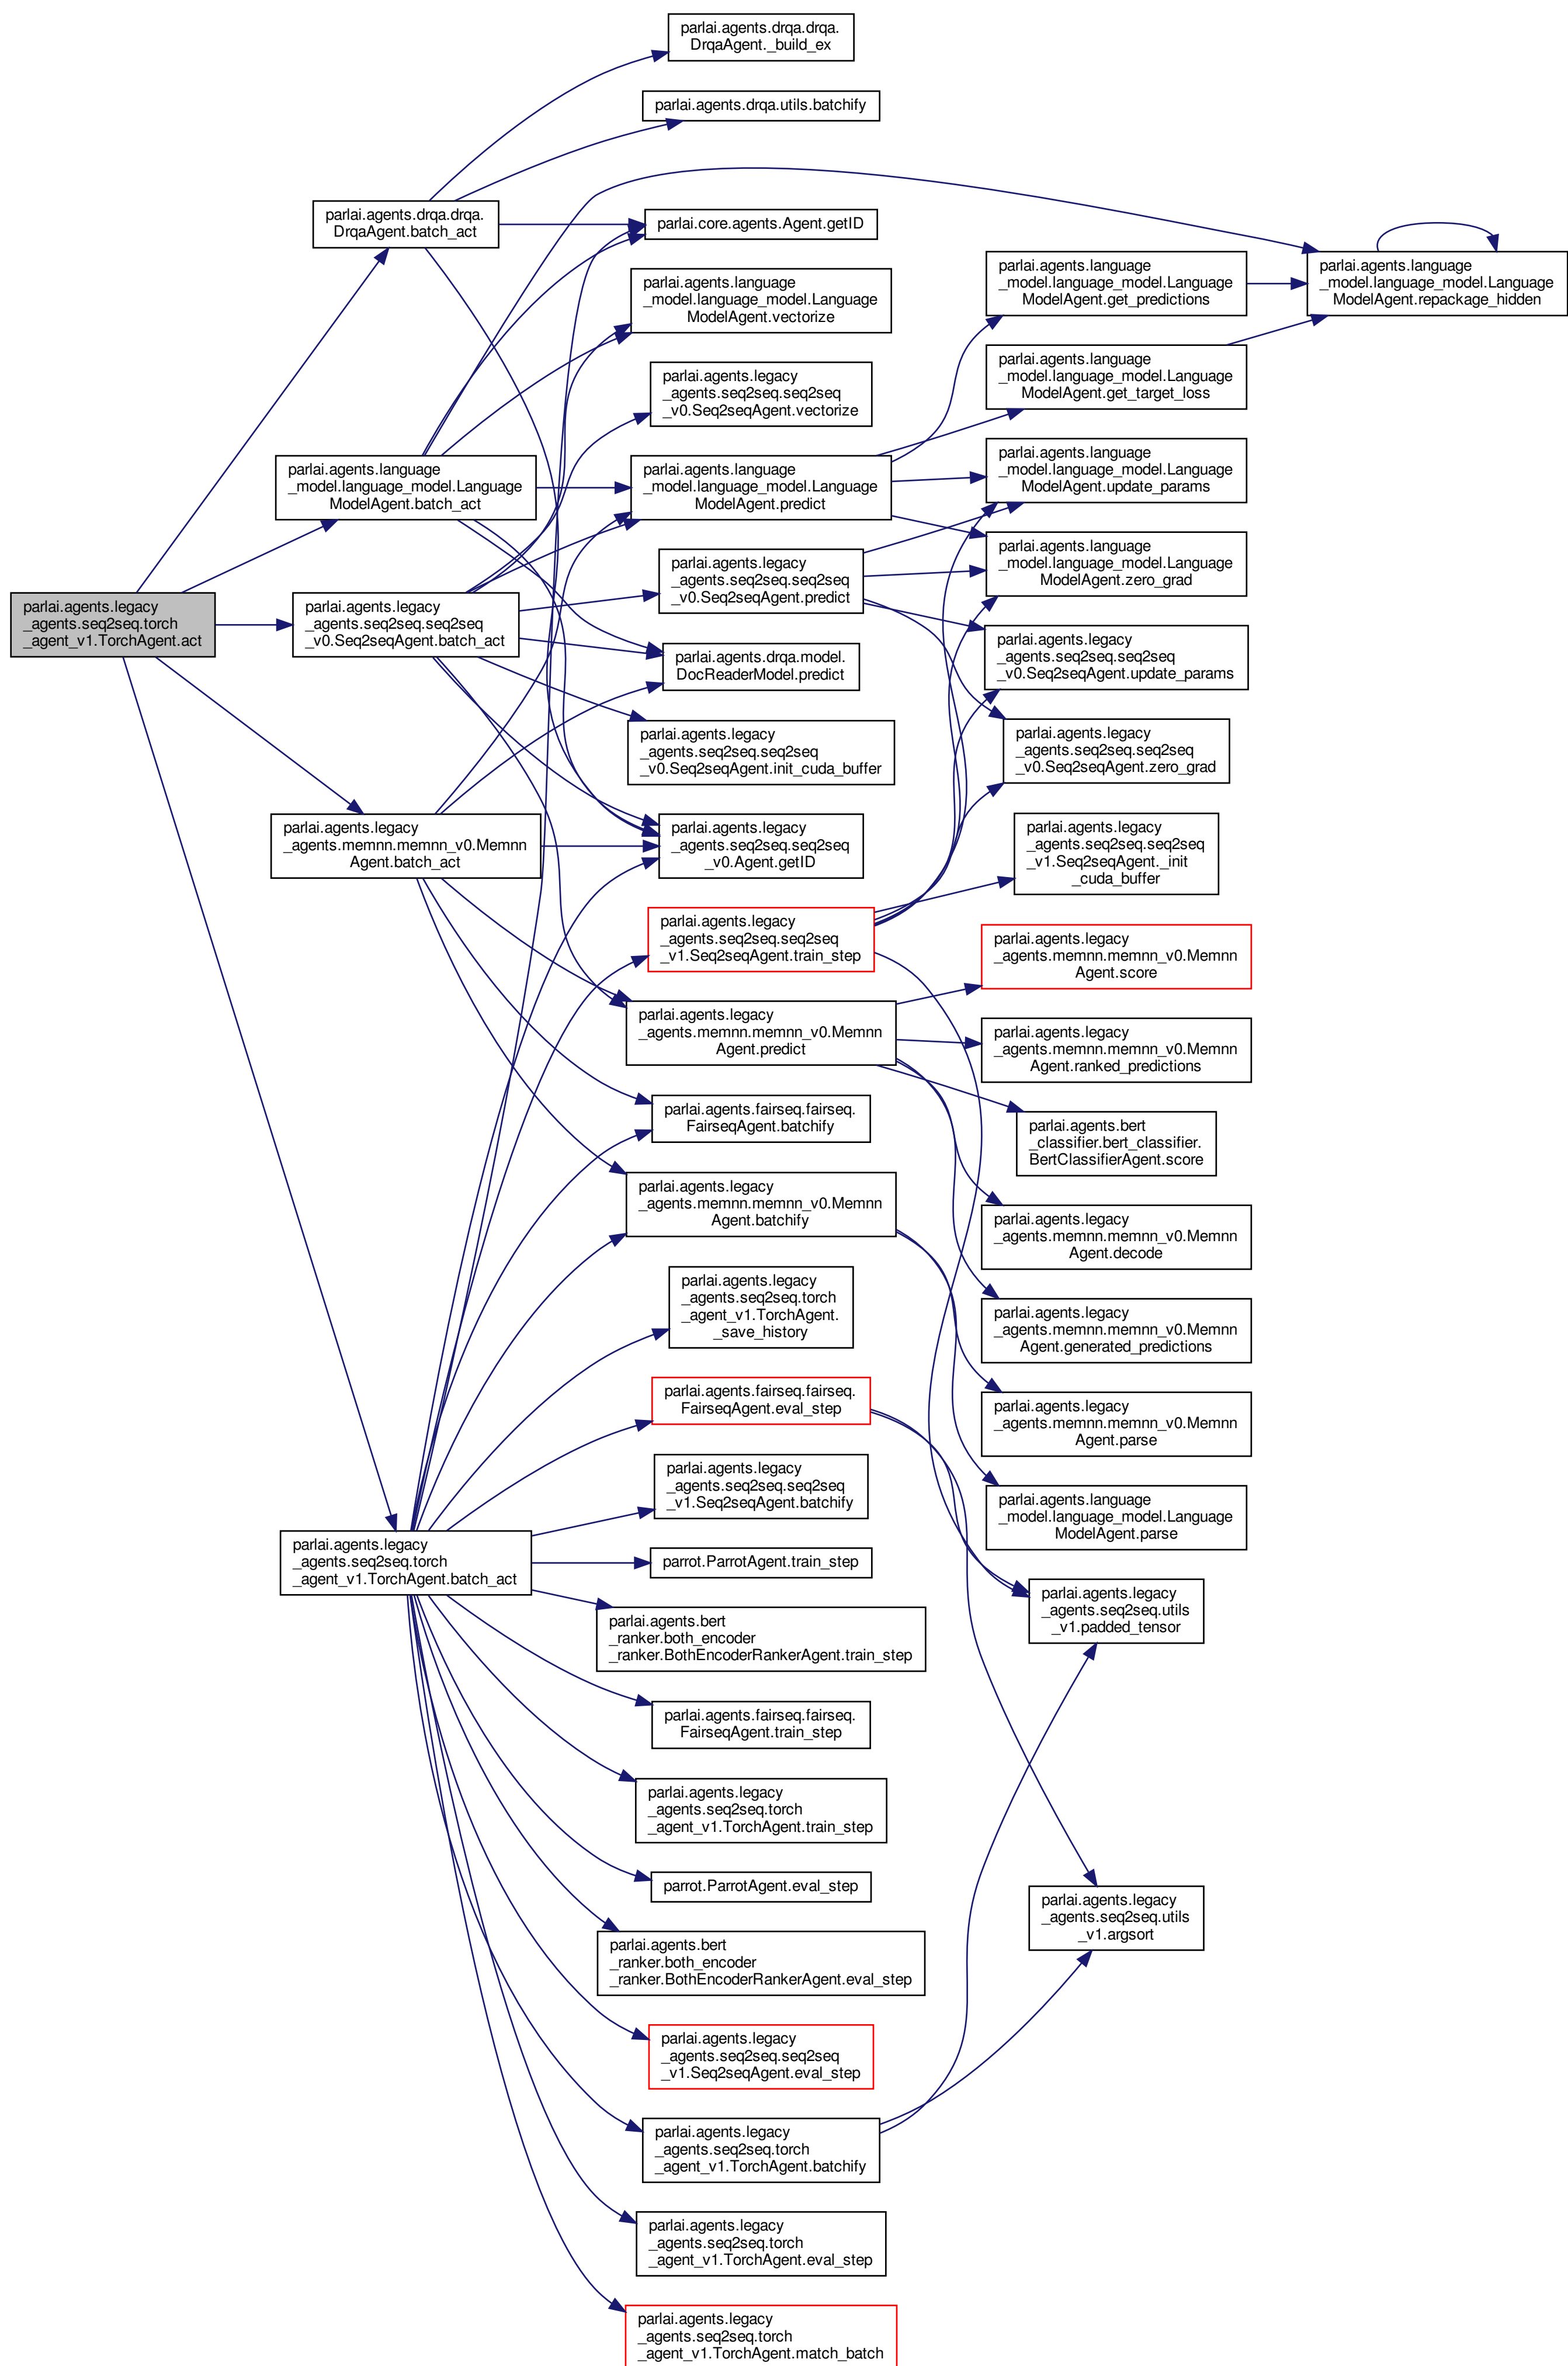 parlai.agents.legacy
_agents.seq2seq.torch
_agent_v1.TorchAgent.act
parlai.agents.drqa.drqa.
DrqaAgent.batch_act
parlai.agents.language
_model.language_model.Language
ModelAgent.batch_act
parlai.agents.legacy
_agents.seq2seq.seq2seq
_v0.Seq2seqAgent.batch_act
parlai.agents.legacy
_agents.memnn.memnn_v0.Memnn
Agent.batch_act
parlai.agents.legacy
_agents.seq2seq.torch
_agent_v1.TorchAgent.batch_act
parlai.agents.drqa.drqa.
DrqaAgent._build_ex
parlai.agents.drqa.utils.batchify
parlai.core.agents.Agent.getID
parlai.agents.language
_model.language_model.Language
ModelAgent.vectorize
parlai.agents.legacy
_agents.seq2seq.seq2seq
_v0.Seq2seqAgent.vectorize
parlai.agents.language
_model.language_model.Language
ModelAgent.predict
parlai.agents.legacy
_agents.seq2seq.seq2seq
_v0.Seq2seqAgent.predict
parlai.agents.drqa.model.
DocReaderModel.predict
parlai.agents.legacy
_agents.seq2seq.seq2seq
_v0.Seq2seqAgent.init_cuda_buffer
parlai.agents.legacy
_agents.seq2seq.seq2seq
_v0.Agent.getID
parlai.agents.legacy
_agents.seq2seq.seq2seq
_v1.Seq2seqAgent.train_step
parlai.agents.legacy
_agents.memnn.memnn_v0.Memnn
Agent.predict
parlai.agents.fairseq.fairseq.
FairseqAgent.batchify
parlai.agents.legacy
_agents.memnn.memnn_v0.Memnn
Agent.batchify
parlai.agents.legacy
_agents.seq2seq.torch
_agent_v1.TorchAgent.
_save_history
parlai.agents.fairseq.fairseq.
FairseqAgent.eval_step
parlai.agents.legacy
_agents.seq2seq.seq2seq
_v1.Seq2seqAgent.batchify
parrot.ParrotAgent.train_step
parlai.agents.bert
_ranker.both_encoder
_ranker.BothEncoderRankerAgent.train_step
parlai.agents.fairseq.fairseq.
FairseqAgent.train_step
parlai.agents.legacy
_agents.seq2seq.torch
_agent_v1.TorchAgent.train_step
parrot.ParrotAgent.eval_step
parlai.agents.bert
_ranker.both_encoder
_ranker.BothEncoderRankerAgent.eval_step
parlai.agents.legacy
_agents.seq2seq.seq2seq
_v1.Seq2seqAgent.eval_step
parlai.agents.legacy
_agents.seq2seq.torch
_agent_v1.TorchAgent.batchify
parlai.agents.legacy
_agents.seq2seq.torch
_agent_v1.TorchAgent.eval_step
parlai.agents.legacy
_agents.seq2seq.torch
_agent_v1.TorchAgent.match_batch
parlai.agents.language
_model.language_model.Language
ModelAgent.get_predictions
parlai.agents.language
_model.language_model.Language
ModelAgent.get_target_loss
parlai.agents.language
_model.language_model.Language
ModelAgent.update_params
parlai.agents.language
_model.language_model.Language
ModelAgent.zero_grad
parlai.agents.legacy
_agents.seq2seq.seq2seq
_v0.Seq2seqAgent.update_params
parlai.agents.legacy
_agents.seq2seq.seq2seq
_v0.Seq2seqAgent.zero_grad
parlai.agents.legacy
_agents.seq2seq.seq2seq
_v1.Seq2seqAgent._init
_cuda_buffer
parlai.agents.legacy
_agents.memnn.memnn_v0.Memnn
Agent.score
parlai.agents.legacy
_agents.memnn.memnn_v0.Memnn
Agent.ranked_predictions
parlai.agents.bert
_classifier.bert_classifier.
BertClassifierAgent.score
parlai.agents.legacy
_agents.memnn.memnn_v0.Memnn
Agent.decode
parlai.agents.legacy
_agents.memnn.memnn_v0.Memnn
Agent.generated_predictions
parlai.agents.legacy
_agents.memnn.memnn_v0.Memnn
Agent.parse
parlai.agents.language
_model.language_model.Language
ModelAgent.parse
parlai.agents.legacy
_agents.seq2seq.utils
_v1.padded_tensor
parlai.agents.legacy
_agents.seq2seq.utils
_v1.argsort
parlai.agents.language
_model.language_model.Language
ModelAgent.repackage_hidden